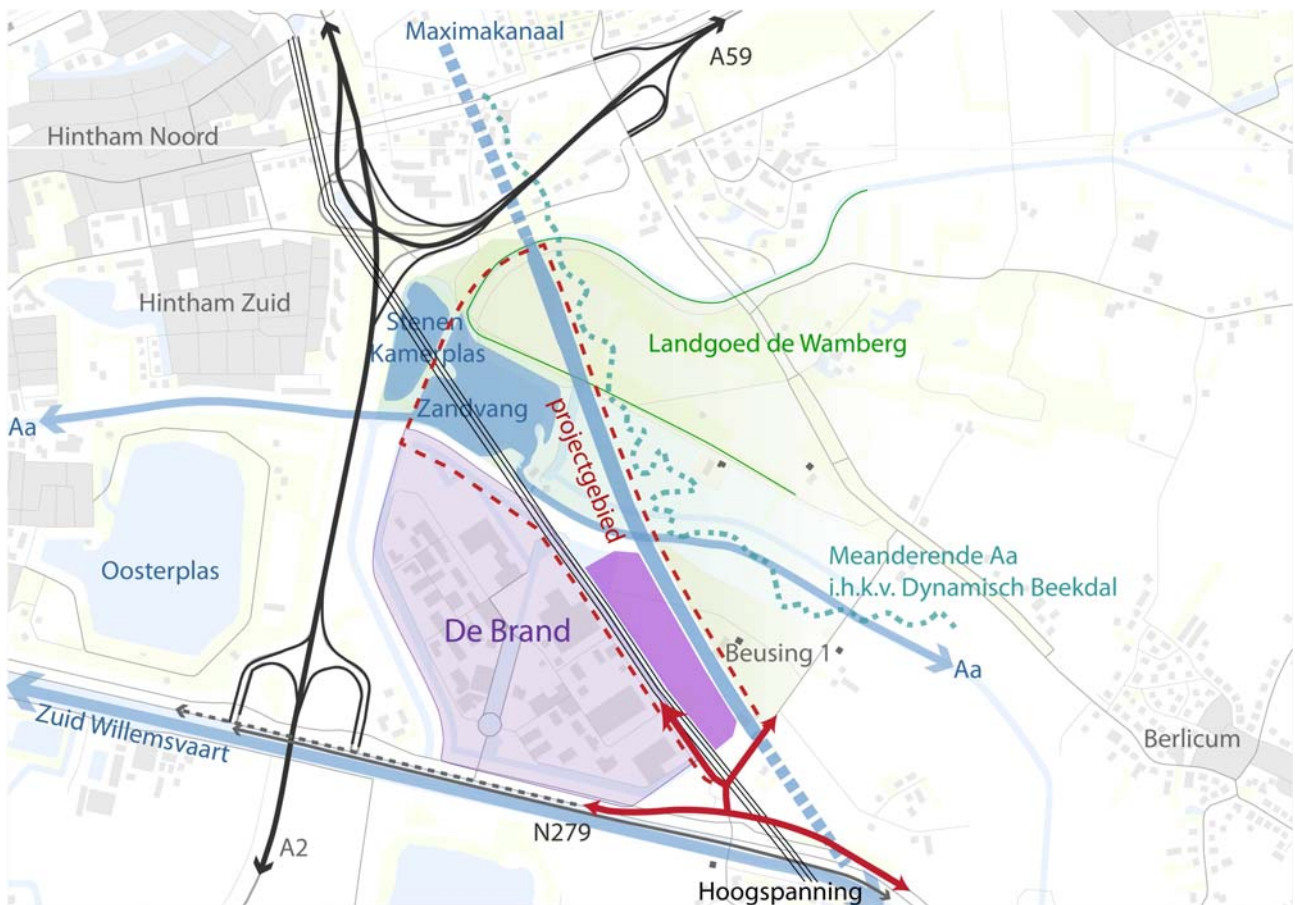 Maximakanaal
A59
Hintham Noord
Hintham Zuid
Stenen
Kamerplas
Landgoed de Wamberg
Zandvang
Aa
projectgebied
Oosterplas
Meanderende Aa
i.h.k.v. Dynamisch Beekdal
De Brand
Beusing 1
Aa
Zuid Willemsvaart
Berlicum
N279
A2
Hoogspanning